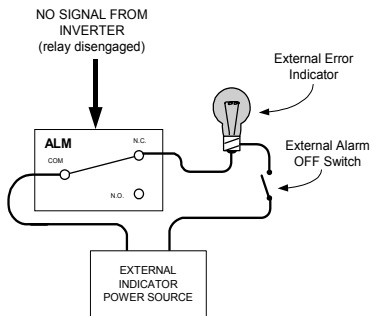 NO SIGNAL FROM
INVERTER
(relay disengaged)
External Error
Indicator
ALM
COM
N.C.
N.O.
External Alarm
OFF Switch
EXTERNAL
INDICATOR
POWER SOURCE